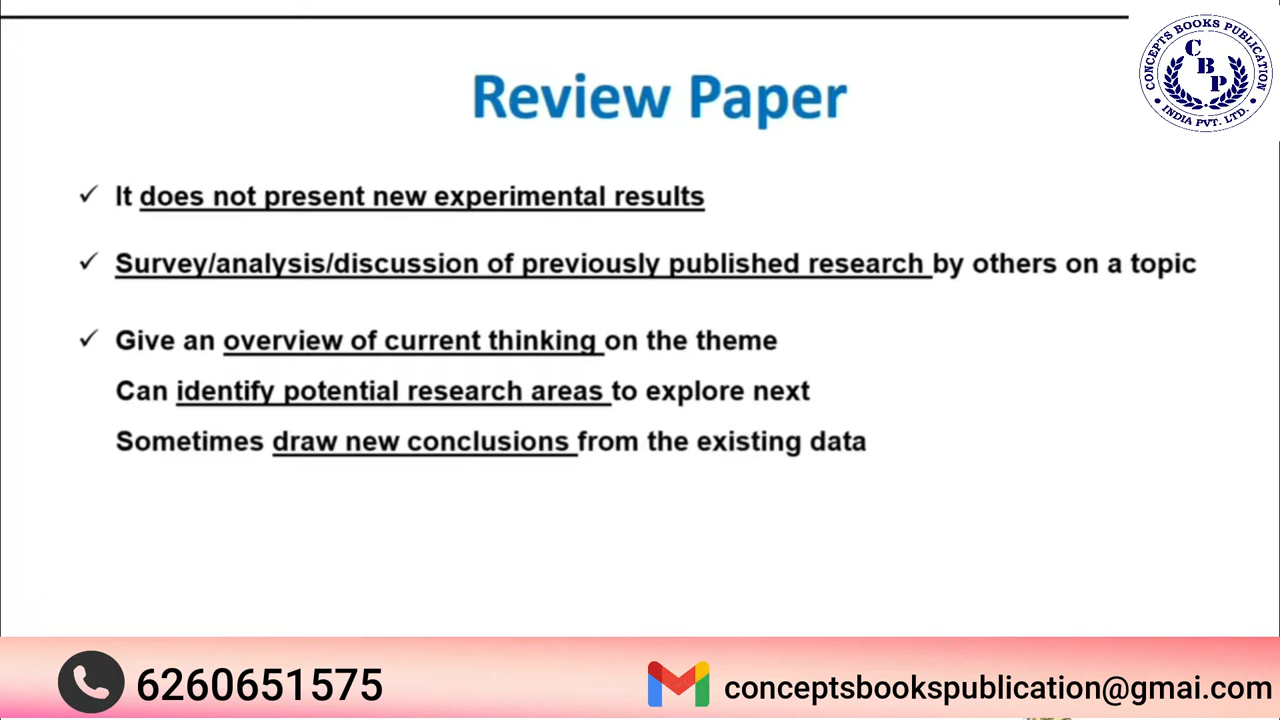 CONCEPTS BOOKS PUBLICATION
C
B
P
INDIA PVT. LTD.
Review Paper
✓ It does not present new experimental results
✓ Survey/analysis/discussion of previously published research by others on a topic
✓ Give an overview of current thinking on the theme
Can identify potential research areas to explore next
Sometimes draw new conclusions from the existing data
6260651575
conceptsbookspublication@gmai.com